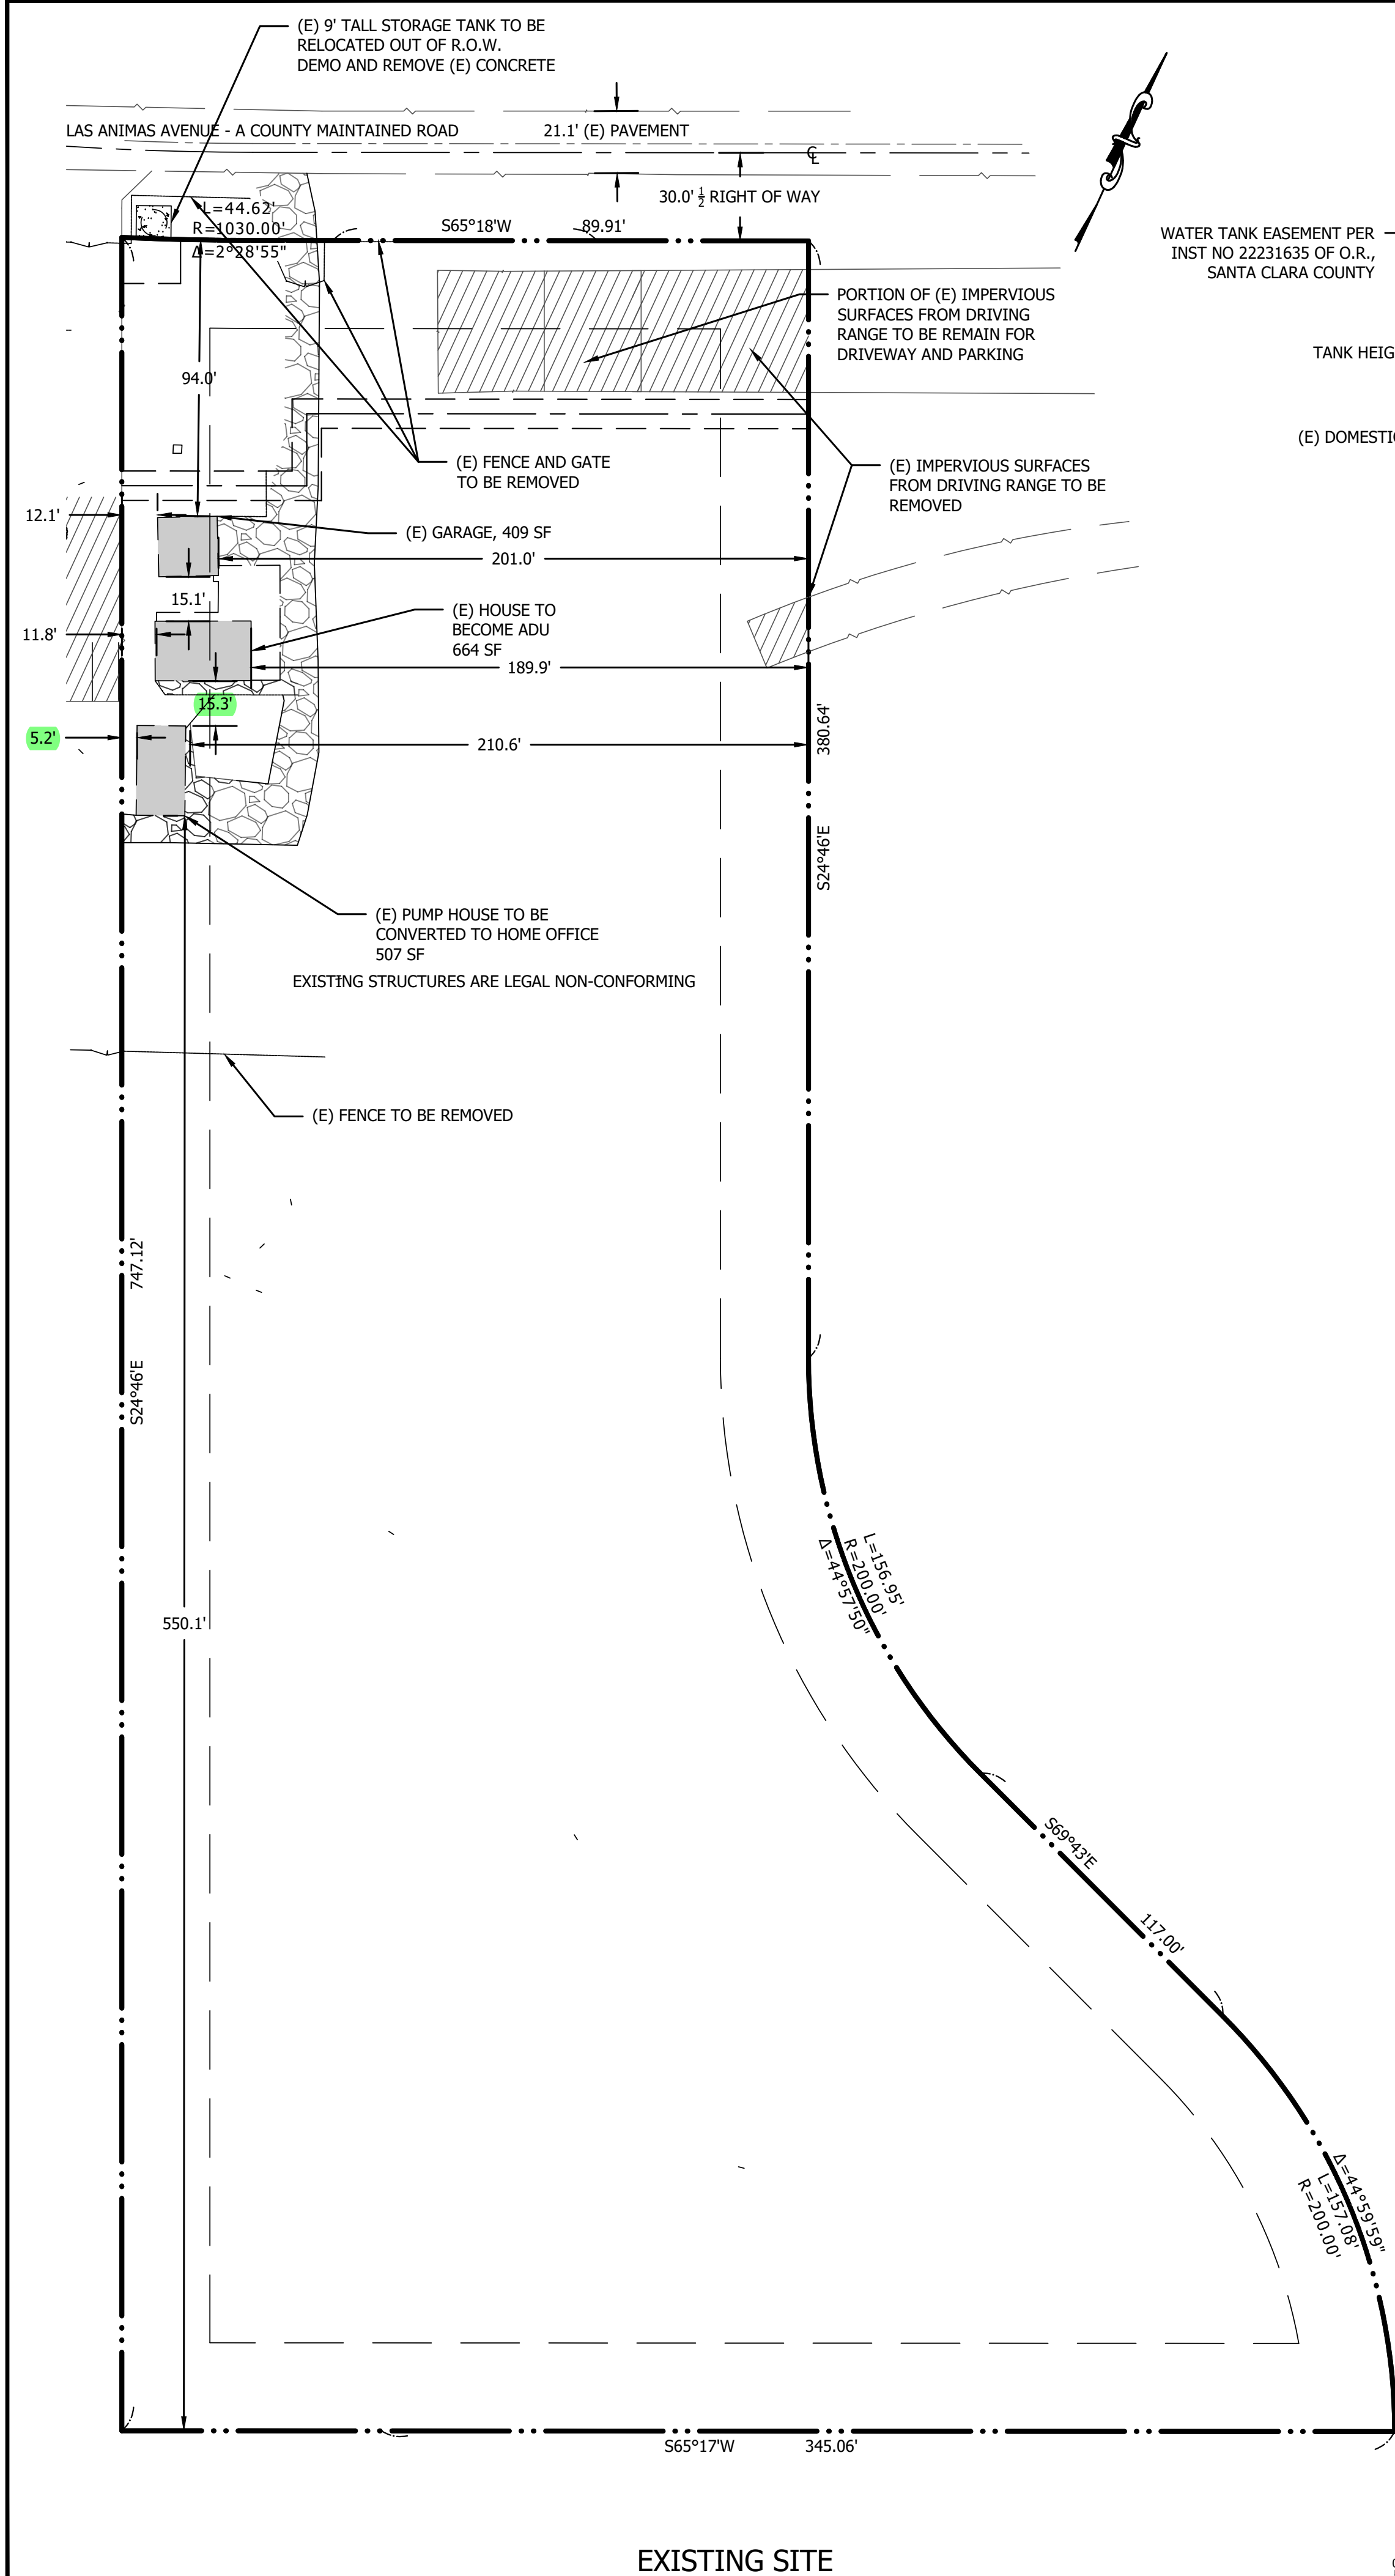 (E) 9' TALL STORAGE TANK TO BE
RELOCATED OUT OF R.O.W.
DEMO AND REMOVE (E) CONCRETE
LAS ANIMAS AVENUE - A COUNTY MAINTAINED ROAD
21.1' (E) PAVEMENT
℄
30.0' ½ RIGHT OF WAY
L=44.62'
R=1030.00'
Δ=2°28'55"
S65°18'W 89.91'
WATER TANK EASEMENT PER
INST NO 22231635 OF O.R.,
SANTA CLARA COUNTY
PORTION OF (E) IMPERVIOUS
SURFACES FROM DRIVING
RANGE TO BE REMAIN FOR
DRIVEWAY AND PARKING
TANK HEIG
94.0'
(E) DOMESTIC
(E) FENCE AND GATE
TO BE REMOVED
(E) IMPERVIOUS SURFACES
FROM DRIVING RANGE TO BE
REMOVED
12.1'
(E) GARAGE, 409 SF
201.0'
15.1'
(E) HOUSE TO
BECOME ADU
664 SF
11.8'
189.9'
15.3'
5.2'
210.6'
380.64'
S24°46'E
(E) PUMP HOUSE TO BE
CONVERTED TO HOME OFFICE
507 SF
EXISTING STRUCTURES ARE LEGAL NON-CONFORMING
(E) FENCE TO BE REMOVED
747.12'
S24°46'E
L=156.95'
R=200.00'
Δ=44°57'50"
550.1'
S69°43'E
117.00'
Δ=44°59'59"
L=157.08'
R=200.00'
S65°17'W 345.06'
EXISTING SITE